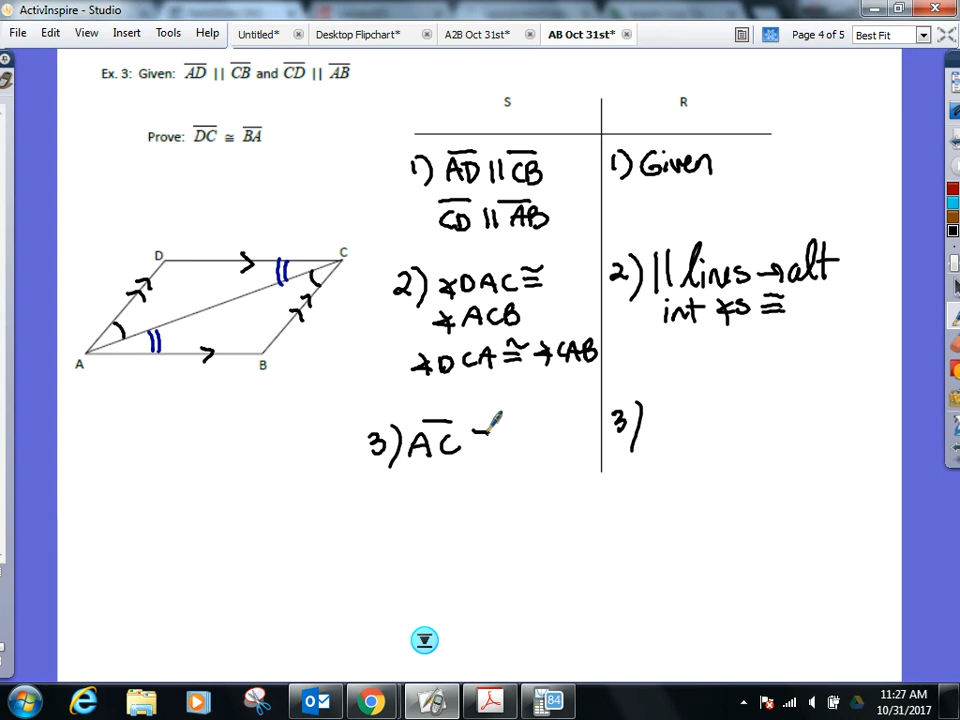 ActivInspire - Studio
File Edit View Insert Tools Help Untitled* Desktop Flipchart* A2B Oct 31st* AB Oct 31st* Page 4 of 5 Best Fit
Ex. 3: Given: AD || CB and CD || AB
Prove: DC ≅ BA
S R
1) AD || CB 1) Given
CD || AB
2) ∡DAC ≅ 2) || lines → alt
∡ACB int ∡s ≅
∡DCA ≅ ∡CAB
3) AC 3)
D C
A B
84
11:27 AM
10/31/2017